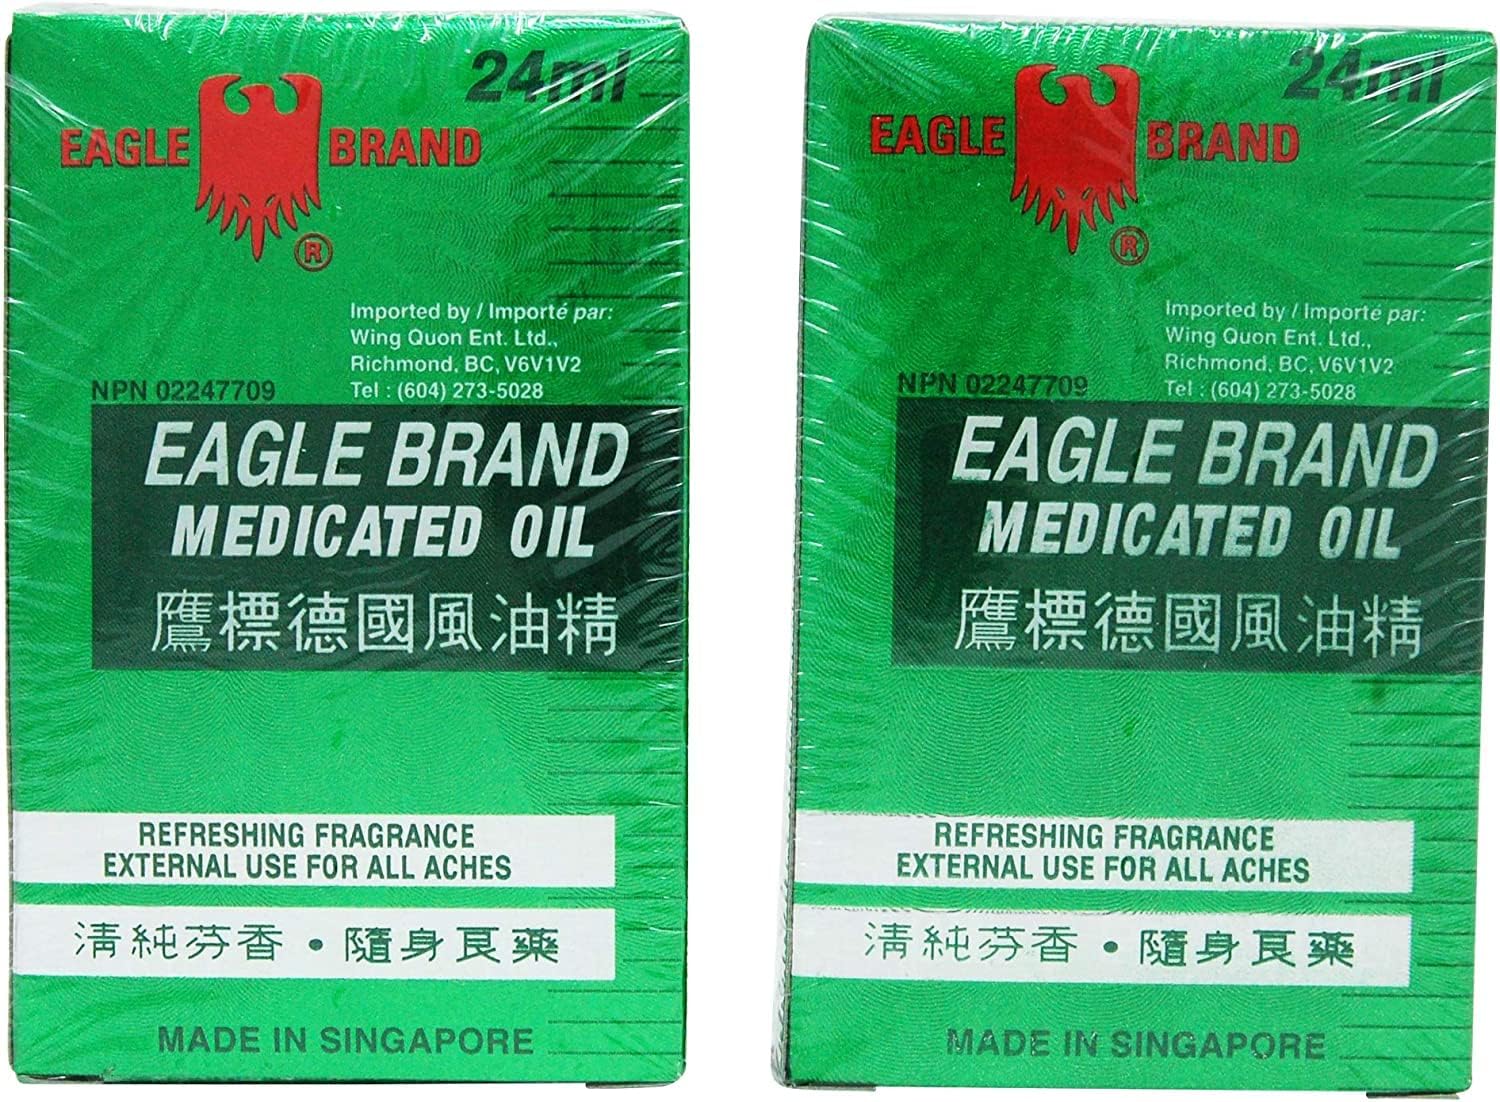 24ml
EAGLE BRAND
®
Imported by / Importé par:
Wing Quon Ent. Ltd.,
Richmond, BC, V6V1V2
Tel : (604) 273-5028
NPN 02247709
EAGLE BRAND
MEDICATED OIL
鷹標德國風油精
REFRESHING FRAGRANCE
EXTERNAL USE FOR ALL ACHES
清純芬香・隨身良藥
MADE IN SINGAPORE
24ml
EAGLE BRAND
®
Imported by / Importé par:
Wing Quon Ent. Ltd.,
Richmond, BC, V6V1V2
Tel : (604) 273-5028
NPN 02247709
EAGLE BRAND
MEDICATED OIL
鷹標德國風油精
REFRESHING FRAGRANCE
EXTERNAL USE FOR ALL ACHES
清純芬香・隨身良藥
MADE IN SINGAPORE